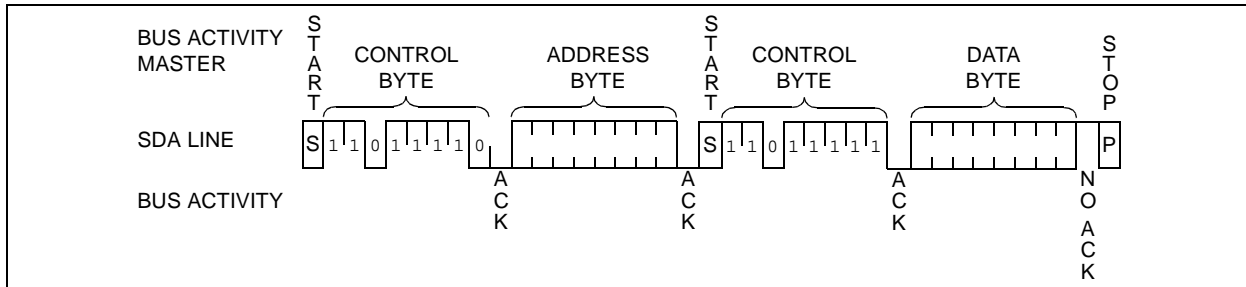 BUS ACTIVITY
MASTER
START
CONTROL
BYTE
ADDRESS
BYTE
START
CONTROL
BYTE
DATA
BYTE
STOP
SDA LINE
S 1 1 0 1 1 1 1 0 S 1 1 0 1 1 1 1 1 P
BUS ACTIVITY
ACK
ACK
ACK
NO ACK